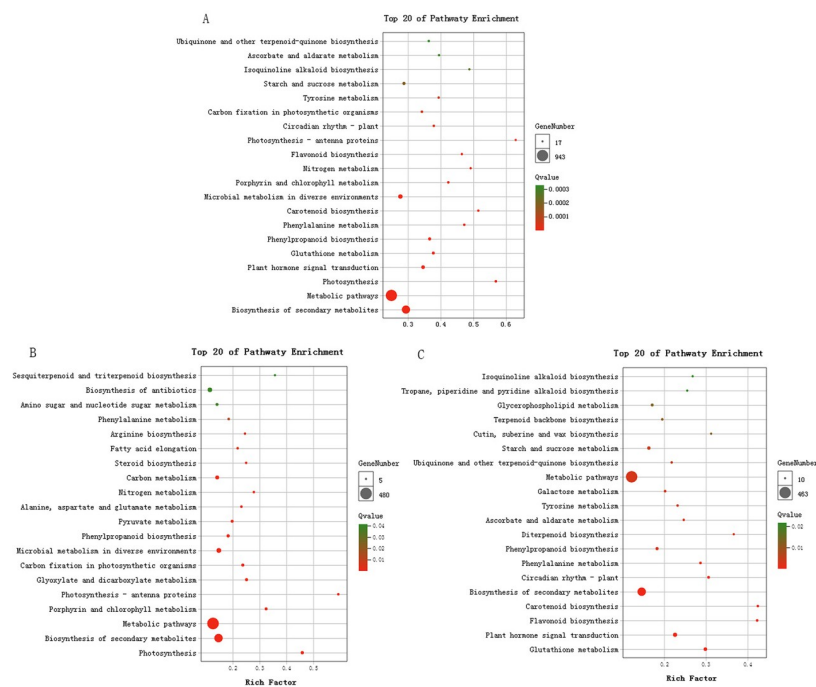 A
Top 20 of Pathwaty Enrichment
Ubiquinone and other terpenoid-quinone biosynthesis
Ascorbate and aldarate metabolism
Isoquinoline alkaloid biosynthesis
Starch and sucrose metabolism
Tyrosine metabolism
Carbon fixation in photosynthetic organisms
Circadian rhythm - plant
Photosynthesis - antenna proteins
Flavonoid biosynthesis
Nitrogen metabolism
Porphyrin and chlorophyll metabolism
Microbial metabolism in diverse environments
Carotenoid biosynthesis
Phenylalanine metabolism
Phenylpropanoid biosynthesis
Glutathione metabolism
Plant hormone signal transduction
Photosynthesis
Metabolic pathways
Biosynthesis of secondary metabolites
0.3 0.4 0.5 0.6
GeneNumber
17
943
Qvalue
0.0003
0.0002
0.0001
B
Top 20 of Pathwaty Enrichment
Sesquiterpenoid and triterpenoid biosynthesis
Biosynthesis of antibiotics
Amino sugar and nucleotide sugar metabolism
Phenylalanine metabolism
Arginine biosynthesis
Fatty acid elongation
Steroid biosynthesis
Carbon metabolism
Nitrogen metabolism
Alanine, aspartate and glutamate metabolism
Pyruvate metabolism
Phenylpropanoid biosynthesis
Microbial metabolism in diverse environments
Carbon fixation in photosynthetic organisms
Glyoxylate and dicarboxylate metabolism
Photosynthesis - antenna proteins
Porphyrin and chlorophyll metabolism
Metabolic pathways
Biosynthesis of secondary metabolites
Photosynthesis
0.2 0.3 0.4 0.5
Rich Factor
GeneNumber
5
480
Qvalue
0.04
0.03
0.02
0.01
C
Top 20 of Pathwaty Enrichment
Isoquinoline alkaloid biosynthesis
Tropane, piperidine and pyridine alkaloid biosynthesis
Glycerophospholipid metabolism
Terpenoid backbone biosynthesis
Cutin, suberine and wax biosynthesis
Starch and sucrose metabolism
Ubiquinone and other terpenoid-quinone biosynthesis
Metabolic pathways
Galactose metabolism
Tyrosine metabolism
Ascorbate and aldarate metabolism
Diterpenoid biosynthesis
Phenylpropanoid biosynthesis
Phenylalanine metabolism
Circadian rhythm - plant
Biosynthesis of secondary metabolites
Carotenoid biosynthesis
Flavonoid biosynthesis
Plant hormone signal transduction
Glutathione metabolism
0.2 0.3 0.4
Rich Factor
GeneNumber
10
463
Qvalue
0.02
0.01